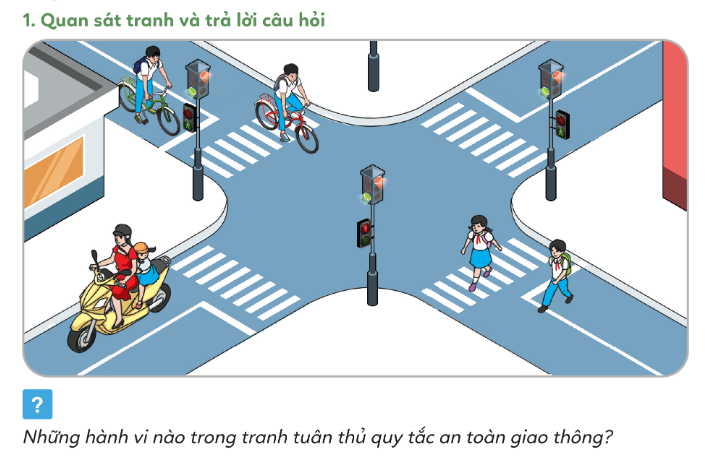 1. Quan sát tranh và trả lời câu hỏi
?
Những hành vi nào trong tranh tuân thủ quy tắc an toàn giao thông?